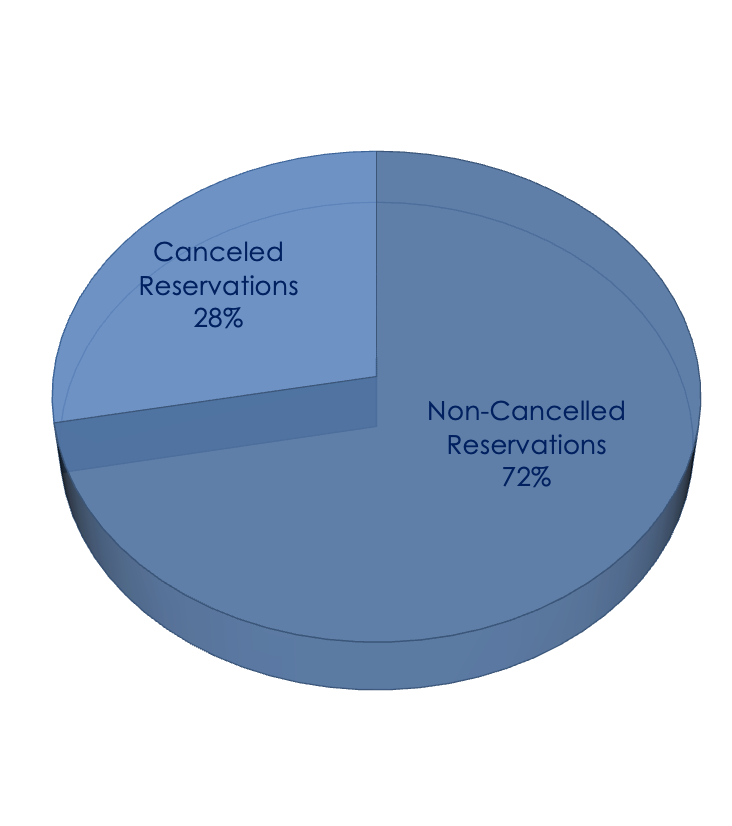 Canceled
Reservations
28%
Non-Cancelled
Reservations
72%